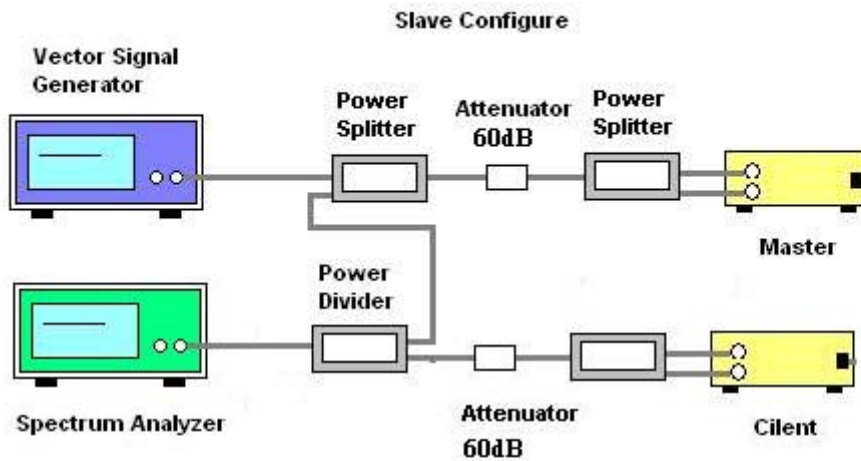 Slave Configure
Vector Signal
Generator
Power
Splitter
Attenuator
60dB
Power
Splitter
Master
Power
Divider
Spectrum Analyzer
Attenuator
60dB
Cilent